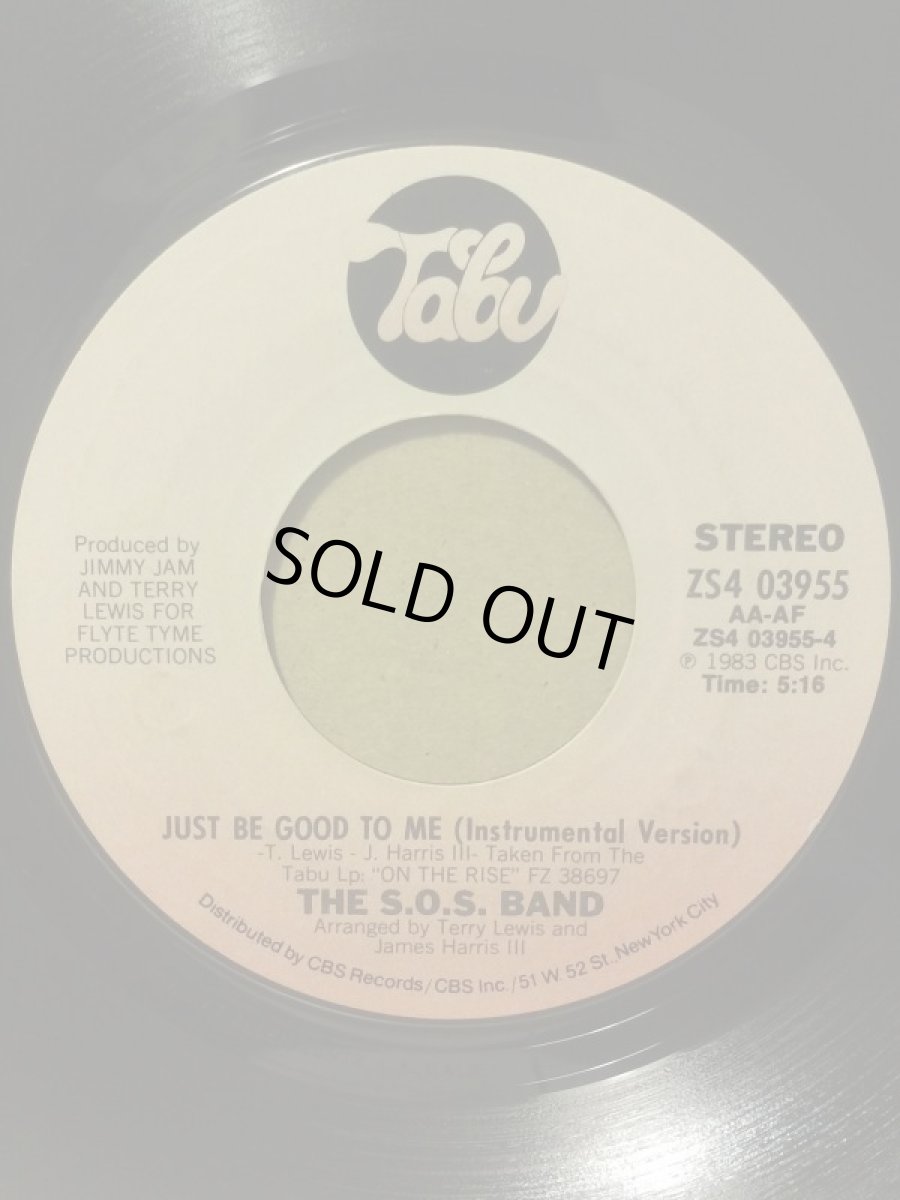 Tabu
Produced by
JIMMY JAM
AND TERRY
LEWIS FOR
FLYTE TYME
PRODUCTIONS
STEREO
ZS4 03955
AA-AF
ZS4 03955-4
℗ 1983 CBS Inc.
Time: 5:16
SOLD OUT
JUST BE GOOD TO ME (Instrumental Version)
-T. Lewis - J. Harris III- Taken From The
Tabu Lp: "ON THE RISE" FZ 38697
THE S.O.S. BAND
Arranged by Terry Lewis and
James Harris III
Distributed by CBS Records/CBS Inc./51 W. 52 St., New York City